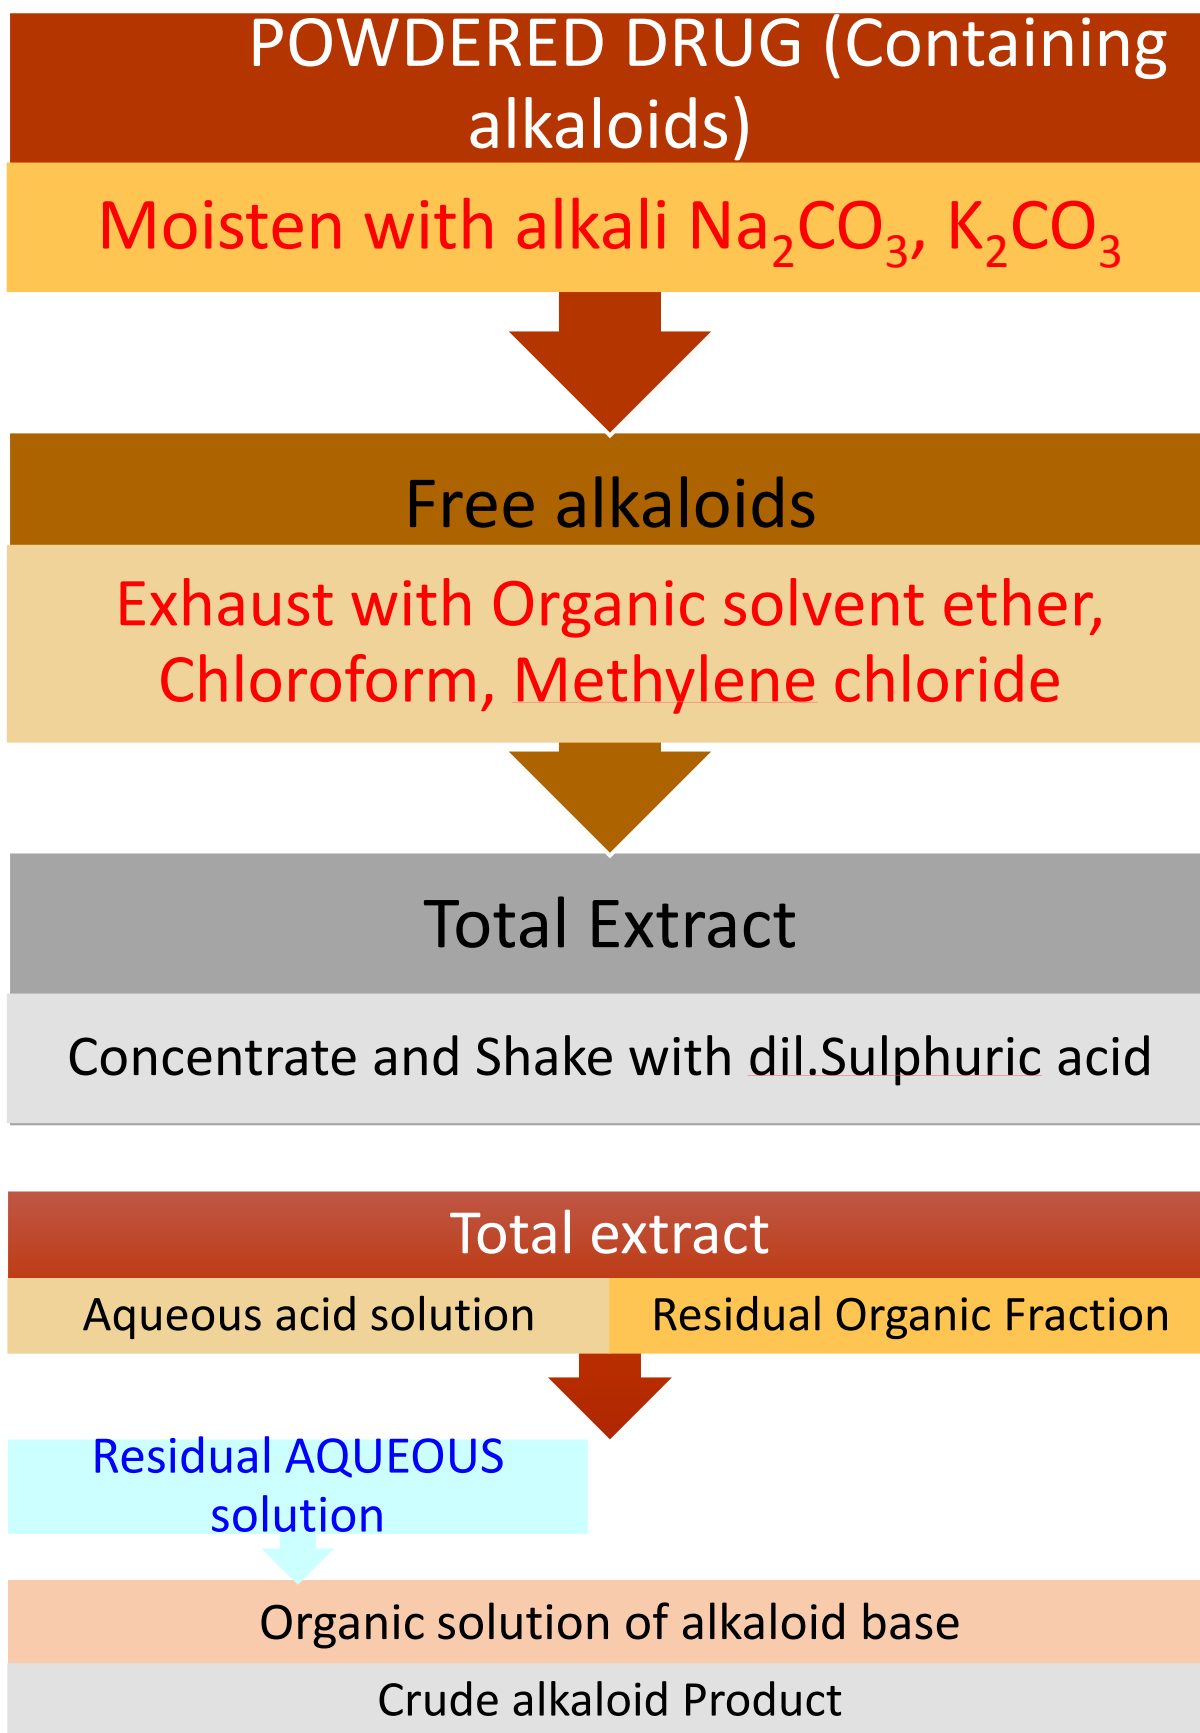 POWDERED DRUG (Containing
alkaloids)
Moisten with alkali Na₂CO₃, K₂CO₃
Free alkaloids
Exhaust with Organic solvent ether,
Chloroform, Methylene chloride
Total Extract
Concentrate and Shake with dil.Sulphuric acid
Total extract
Aqueous acid solution
Residual Organic Fraction
Residual AQUEOUS
solution
Organic solution of alkaloid base
Crude alkaloid Product